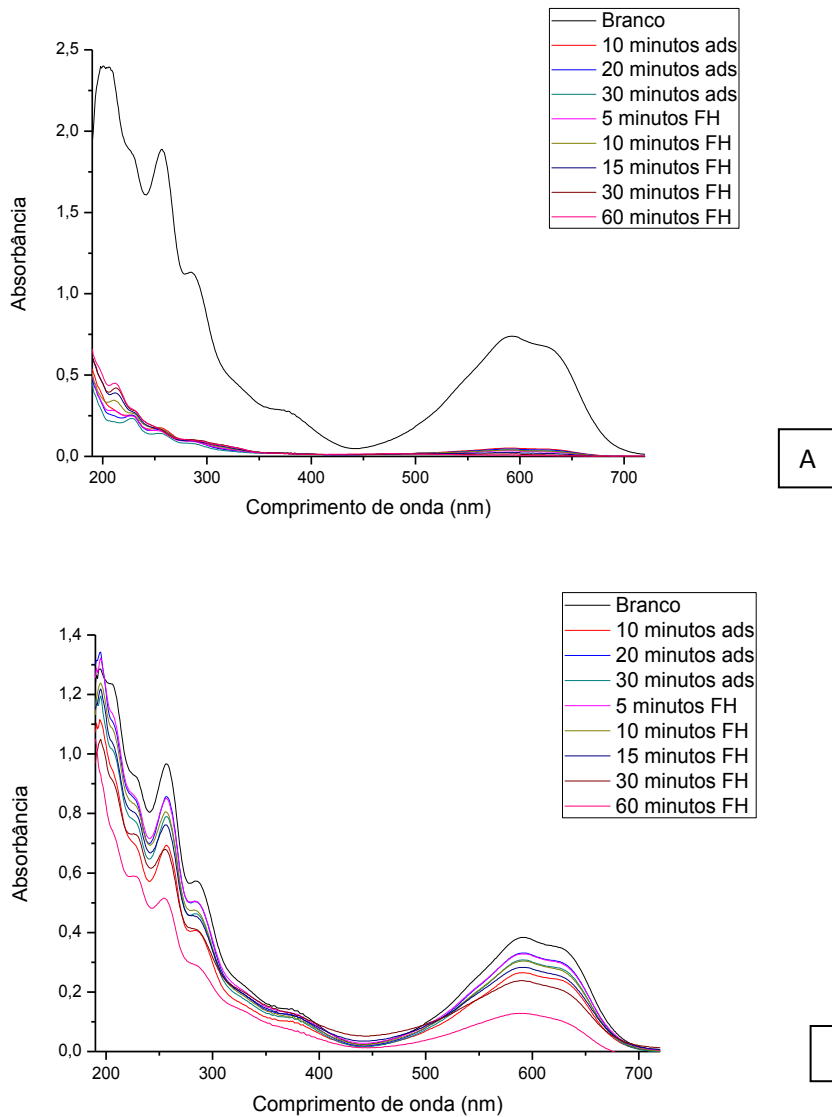 Branco
10 minutos ads
20 minutos ads
30 minutos ads
5 minutos FH
10 minutos FH
15 minutos FH
30 minutos FH
60 minutos FH
2,5
2,0
1,5
1,0
0,5
0,0
Absorbância
200 300 400 500 600 700
Comprimento de onda (nm)
A
Branco
10 minutos ads
20 minutos ads
30 minutos ads
5 minutos FH
10 minutos FH
15 minutos FH
30 minutos FH
60 minutos FH
1,4
1,2
1,0
0,8
0,6
0,4
0,2
0,0
Absorbância
200 300 400 500 600 700
Comprimento de onda (nm)